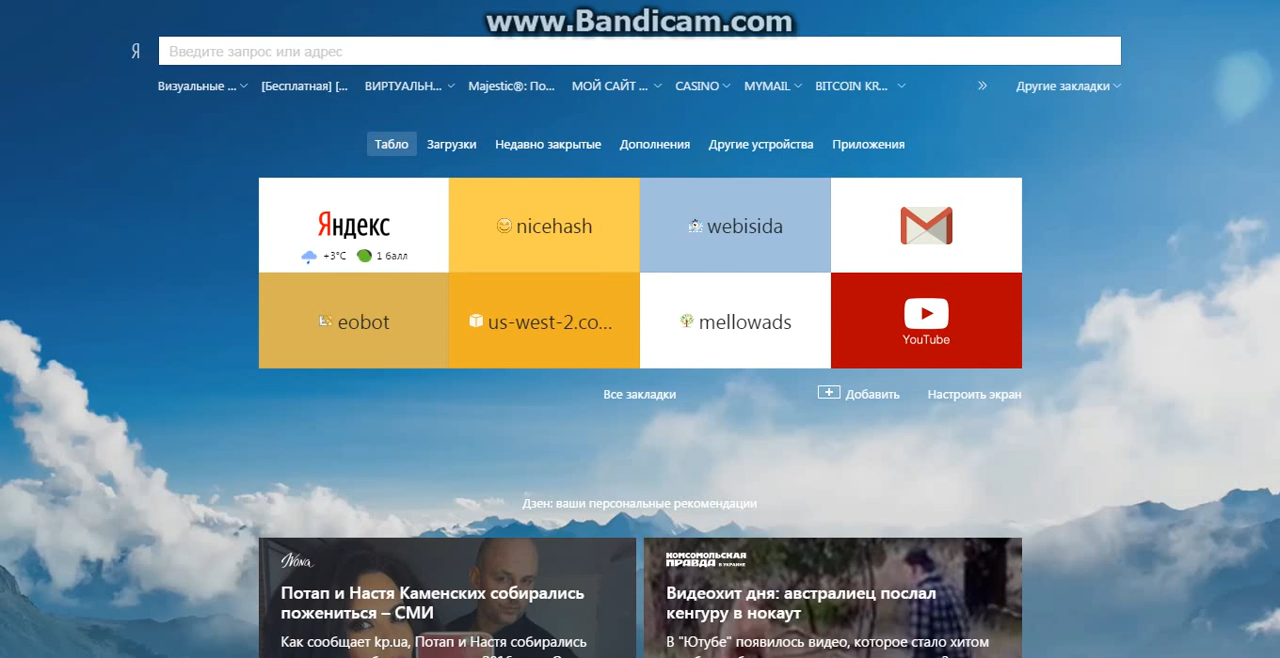 www.Bandicam.com
Я Введите запрос или адрес
Визуальные ... [Бесплатная] [... ВИРТУАЛЬН... Majestic®: По... МОЙ САЙТ ... CASINO MYMAIL BITCOIN KR... » Другие закладки
Табло Загрузки Недавно закрытые Дополнения Другие устройства Приложения
Яндекс nicehash webisida
+3°C 1 балл
eobot us-west-2.co... mellowads YouTube
Все закладки Добавить Настроить экран
Дзен: ваши персональные рекомендации
Nona
Потап и Настя Каменских собирались
пожениться – СМИ
Как сообщает kp.ua, Потап и Настя собирались
КОМСОМОЛЬСКАЯ
ПРАВДА В УКРАИНЕ
Видеохит дня: австралиец послал
кенгуру в нокаут
В "Ютубе" появилось видео, которое стало хитом